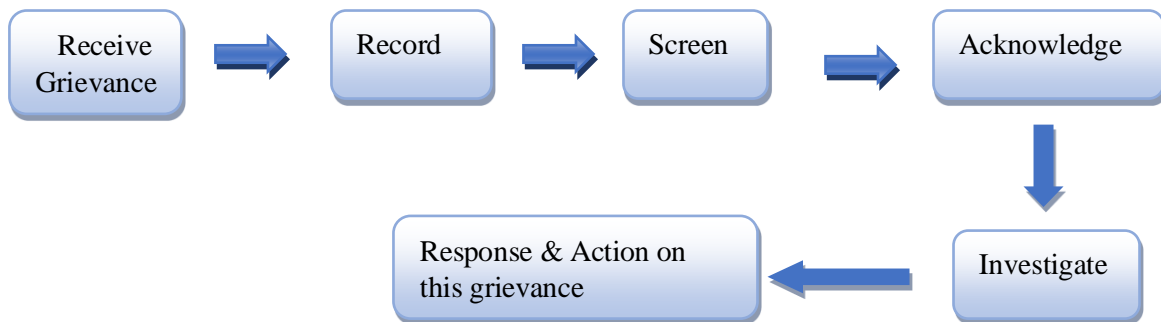 Receive
Grievance
Record
Screen
Acknowledge
Investigate
Response & Action on
this grievance